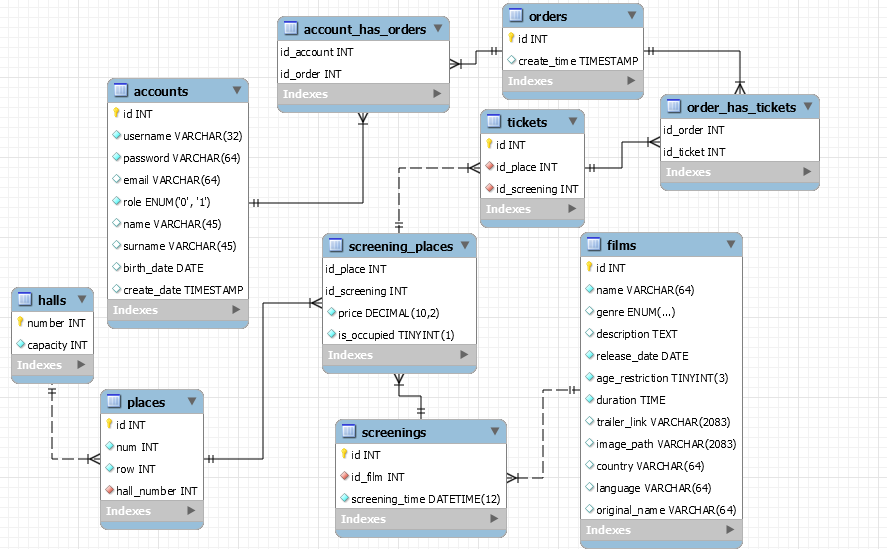 account_has_orders
id_account INT
id_order INT
Indexes
orders
id INT
create_time TIMESTAMP
Indexes
accounts
id INT
username VARCHAR(32)
password VARCHAR(64)
email VARCHAR(64)
role ENUM('0', '1')
name VARCHAR(45)
surname VARCHAR(45)
birth_date DATE
create_date TIMESTAMP
Indexes
tickets
id INT
id_place INT
id_screening INT
Indexes
order_has_tickets
id_order INT
id_ticket INT
Indexes
screening_places
id_place INT
id_screening INT
price DECIMAL(10,2)
is_occupied TINYINT(1)
Indexes
films
id INT
name VARCHAR(64)
genre ENUM(...)
description TEXT
release_date DATE
age_restriction TINYINT(3)
duration TIME
trailer_link VARCHAR(2083)
image_path VARCHAR(2083)
country VARCHAR(64)
language VARCHAR(64)
original_name VARCHAR(64)
Indexes
halls
number INT
capacity INT
Indexes
places
id INT
num INT
row INT
hall_number INT
Indexes
screenings
id INT
id_film INT
screening_time DATETIME(12)
Indexes